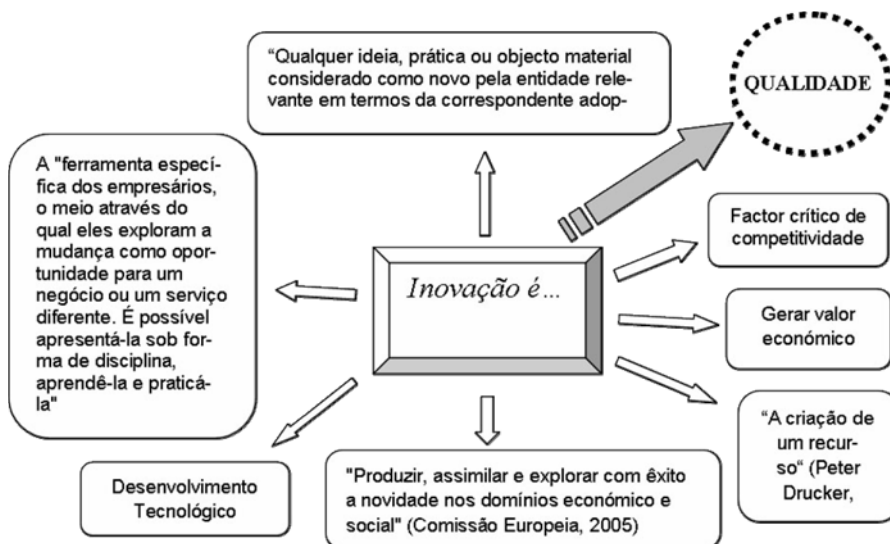 “Qualquer ideia, prática ou objecto material
considerado como novo pela entidade rele-
vante em termos da correspondente adop-
QUALIDADE
A "ferramenta especí-
fica dos empresários,
o meio através do
qual eles exploram a
mudança como opor-
tunidade para um
negócio ou um serviço
diferente. É possível
apresentá-la sob for-
ma de disciplina,
aprendê-la e praticá-
la"
Inovação é...
Factor crítico de
competitividade
Gerar valor
económico
“A criação de
um recur-
so“ (Peter
Drucker,
Desenvolvimento
Tecnológico
"Produzir, assimilar e explorar com êxito
a novidade nos domínios económico e
social" (Comissão Europeia, 2005)